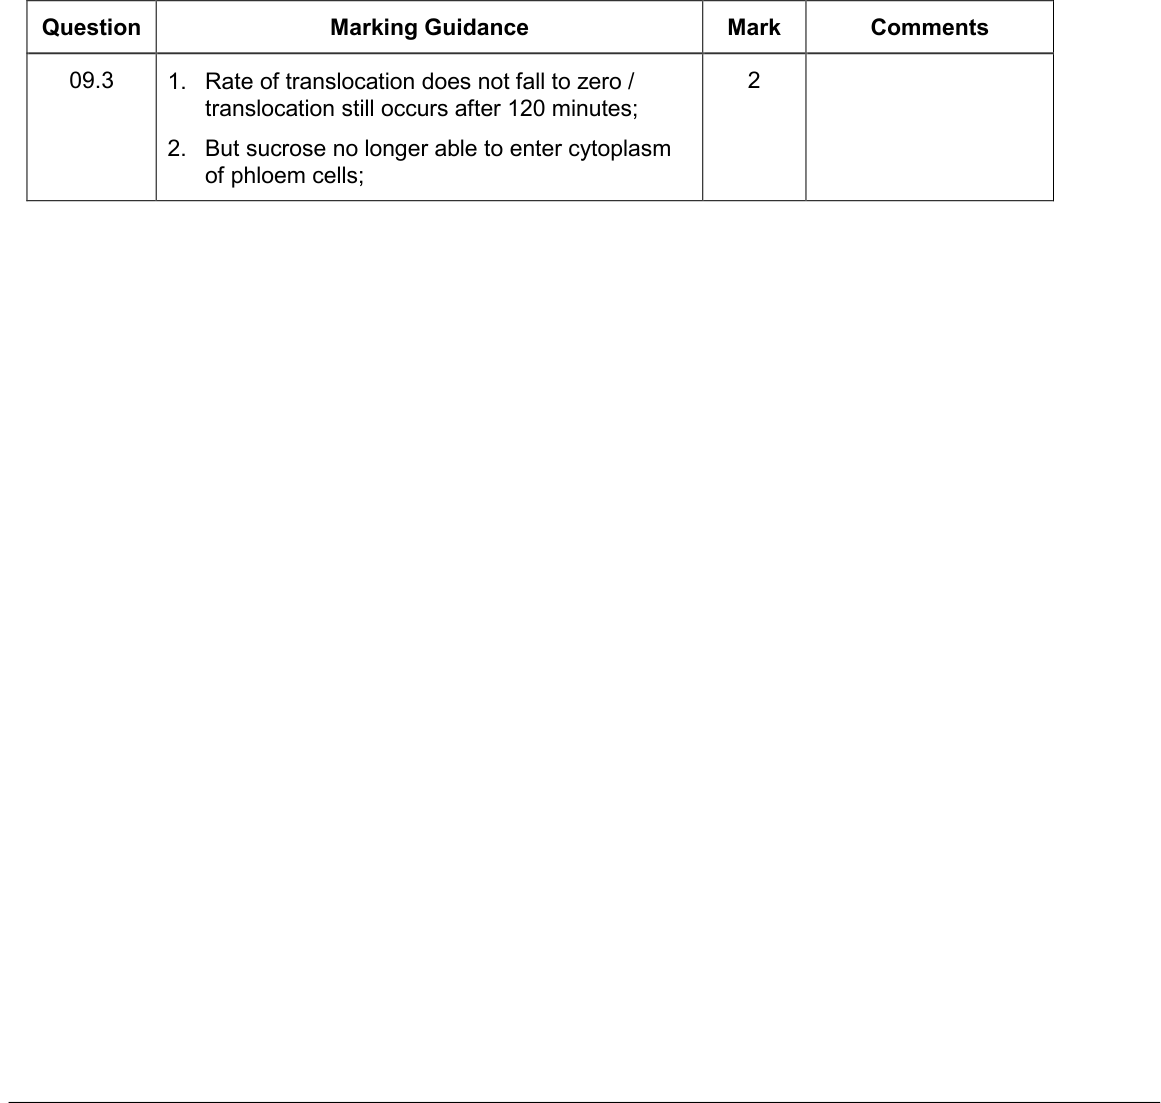 Question Marking Guidance Mark Comments
09.3 1. Rate of translocation does not fall to zero / 2
translocation still occurs after 120 minutes;
2. But sucrose no longer able to enter cytoplasm
of phloem cells;